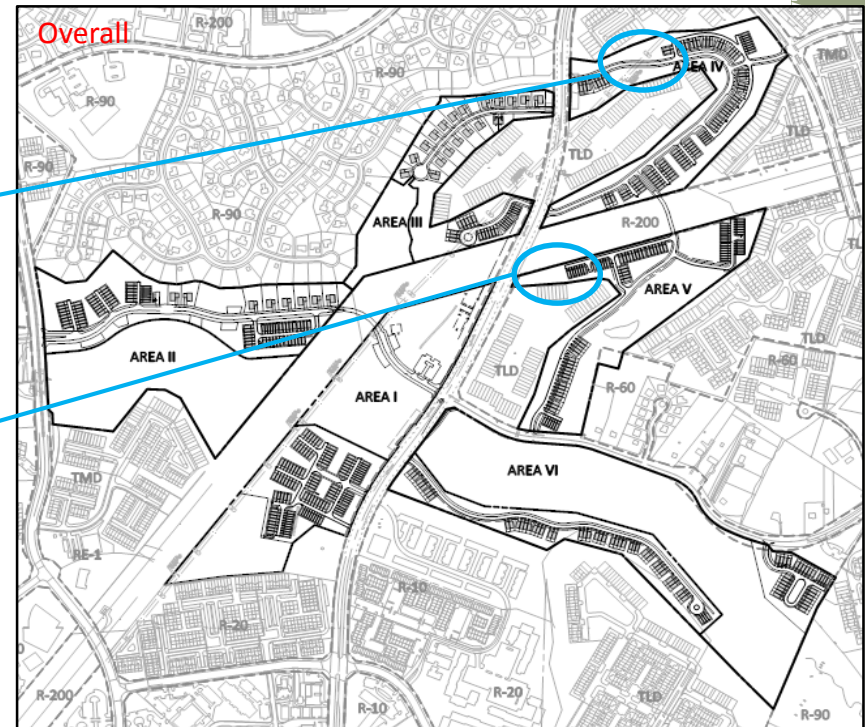 Overall
R-200
R-90
R-90
AREA IV
TMD
TLD
TLD
R-90
R-90
AREA III
R-200
AREA V
TLD
R-60
AREA II
TLD
R-60
AREA I
TMD
AREA VI
RE-1
R-10
R-20
R-200
R-10
R-20
TLD
R-90